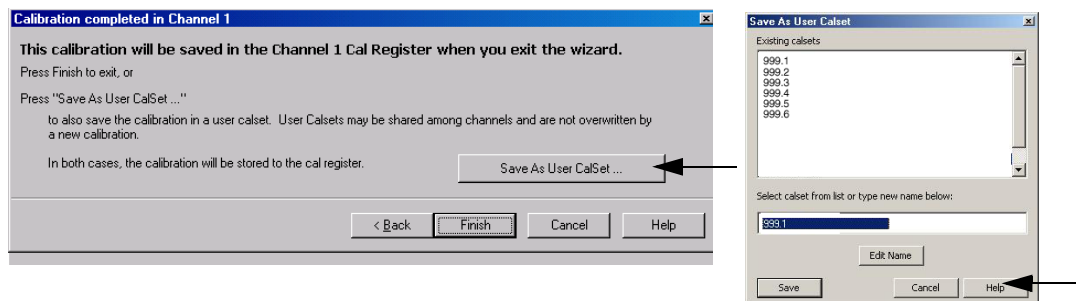 Calibration completed in Channel 1
This calibration will be saved in the Channel 1 Cal Register when you exit the wizard.
Press Finish to exit, or
Press "Save As User CalSet ..."
to also save the calibration in a user calset. User Calsets may be shared among channels and are not overwritten by
a new calibration.
In both cases, the calibration will be stored to the cal register.
Save As User CalSet ...
< Back
Finish
Cancel
Help
Save As User Calset
Existing calsets
999.1
999.2
999.3
999.4
999.5
999.6
Select calset from list or type new name below:
999.1
Edit Name
Save
Cancel
Help